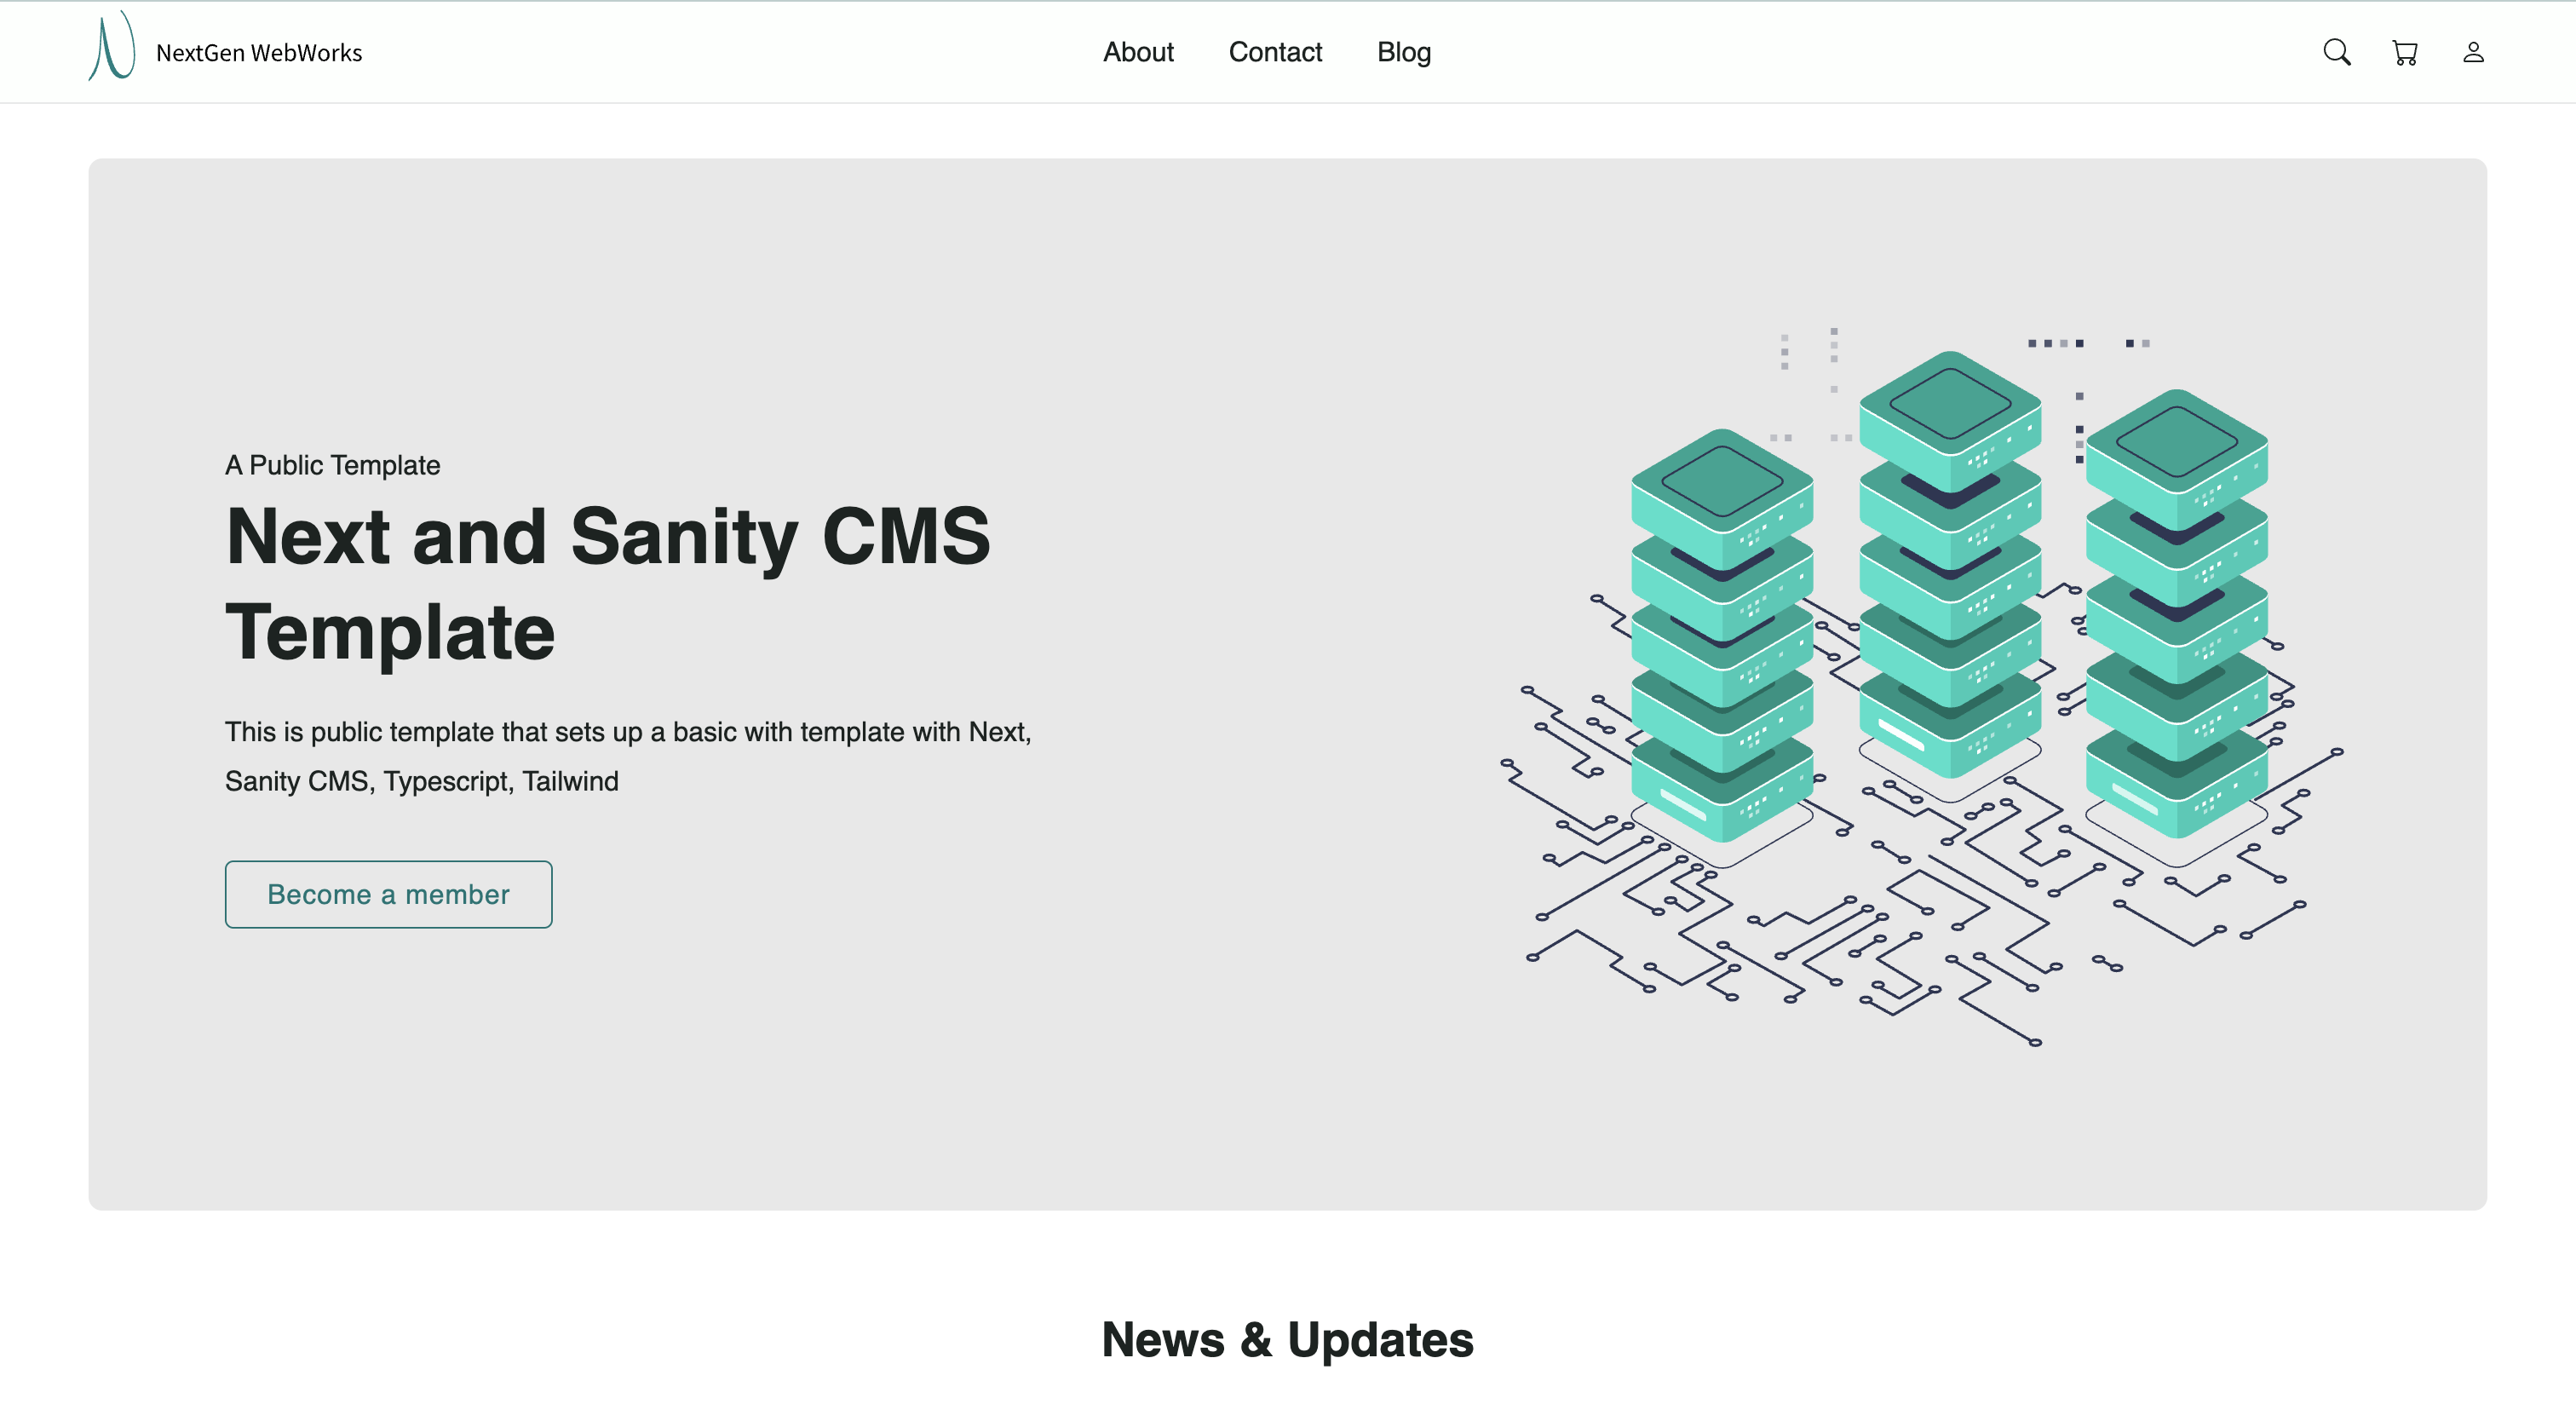 NextGen WebWorks
About Contact Blog
A Public Template
Next and Sanity CMS
Template
This is public template that sets up a basic with template with Next,
Sanity CMS, Typescript, Tailwind
Become a member
News & Updates